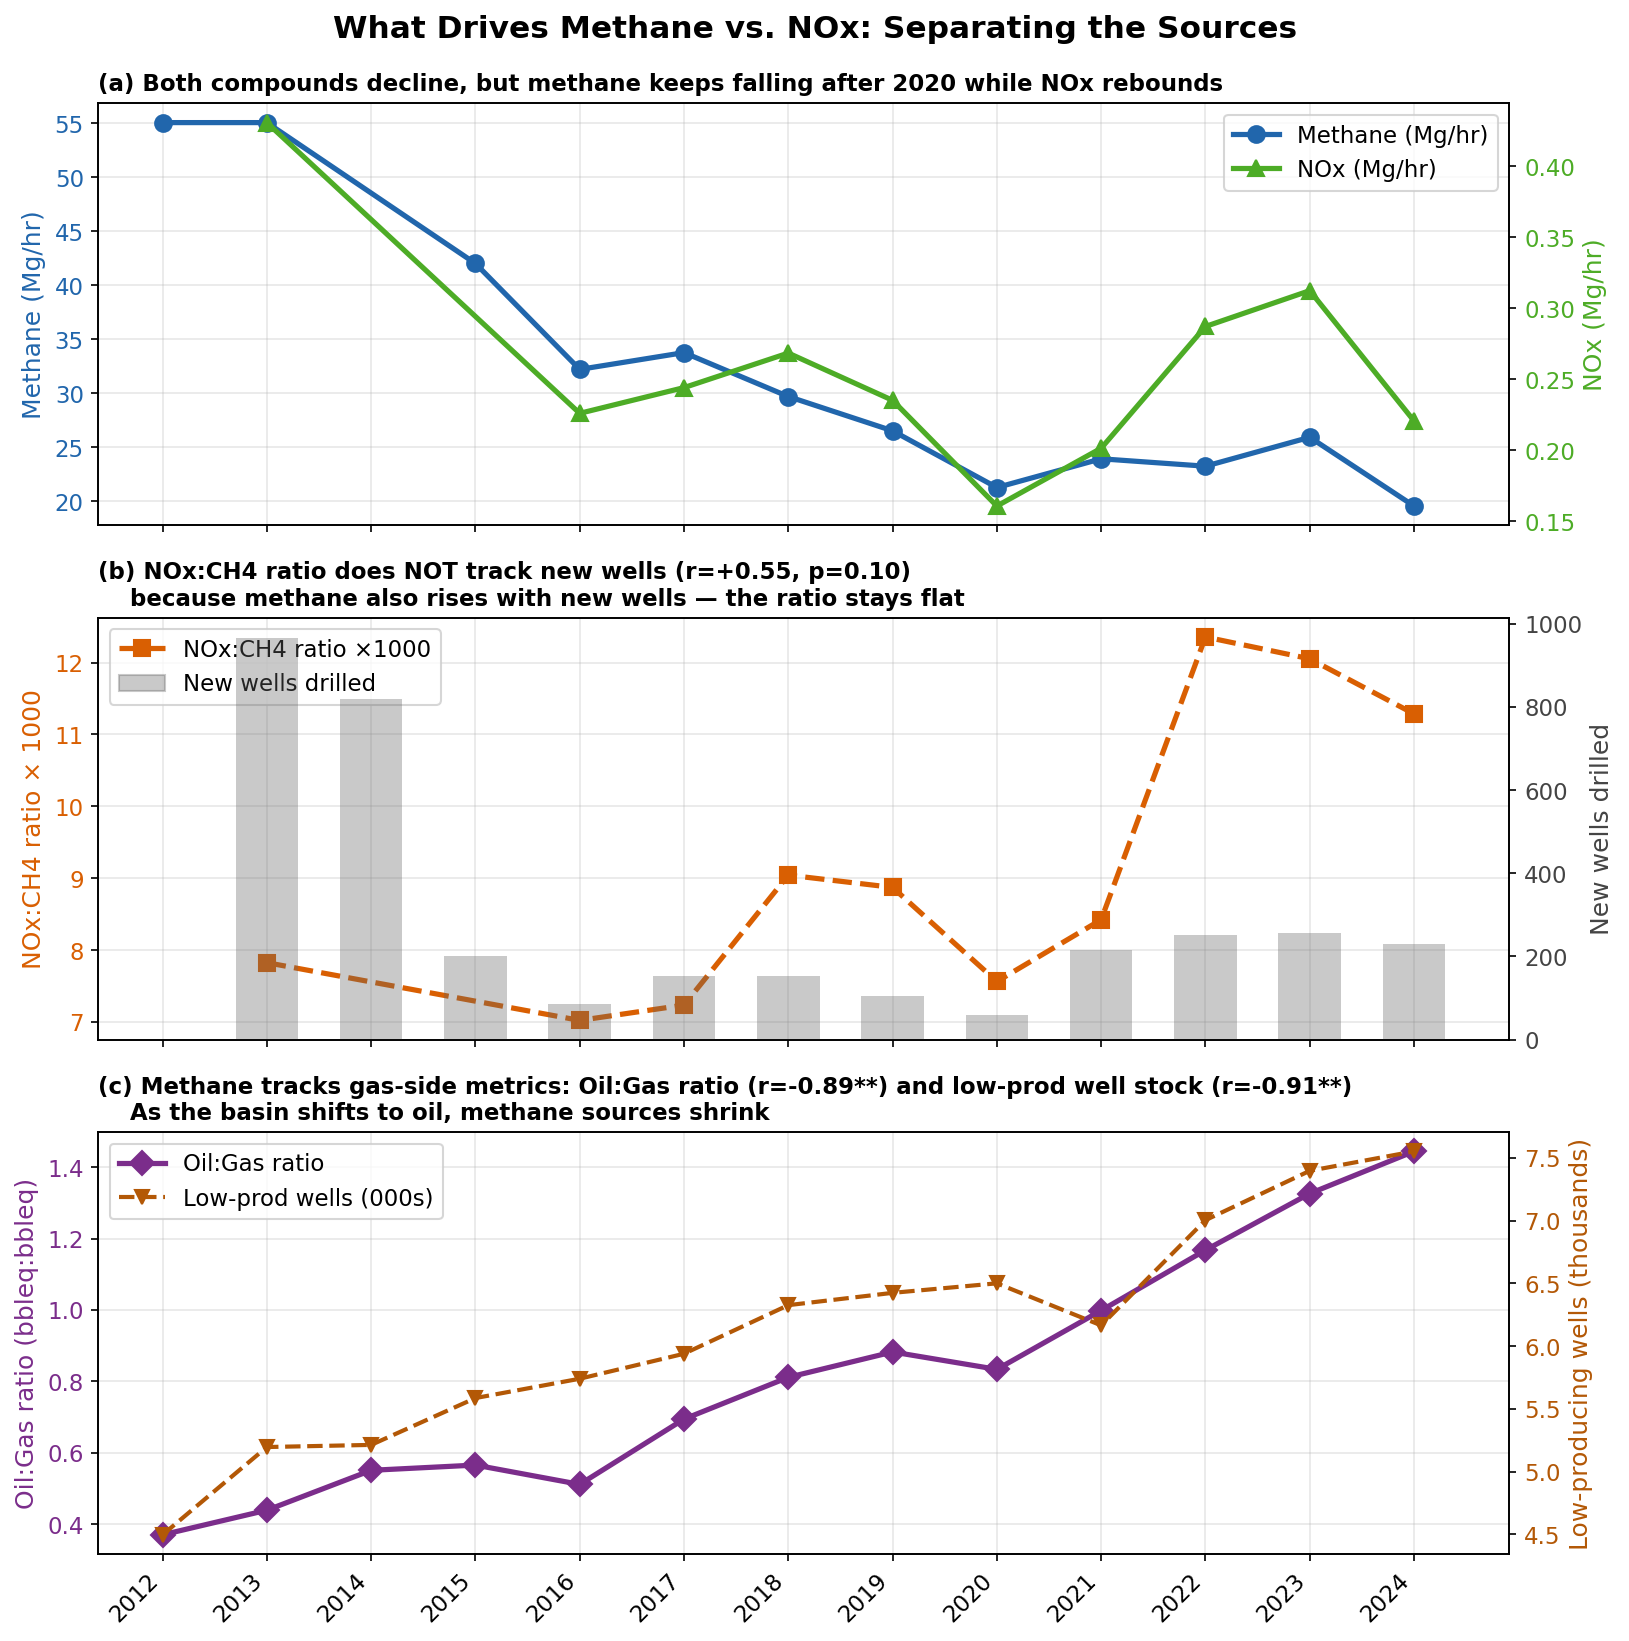 What Drives Methane vs. NOx: Separating the Sources
(a) Both compounds decline, but methane keeps falling after 2020 while NOx rebounds
Methane (Mg/hr)
55
50
45
40
35
30
25
20
Methane (Mg/hr)
NOx (Mg/hr)
0.40
0.35
0.30
0.25
0.20
0.15
NOx (Mg/hr)
(b) NOx:CH4 ratio does NOT track new wells (r=+0.55, p=0.10)
because methane also rises with new wells — the ratio stays flat
NOx:CH4 ratio × 1000
12
11
10
9
8
7
NOx:CH4 ratio ×1000
New wells drilled
1000
800
600
400
200
0
New wells drilled
(c) Methane tracks gas-side metrics: Oil:Gas ratio (r=-0.89**) and low-prod well stock (r=-0.91**)
As the basin shifts to oil, methane sources shrink
Oil:Gas ratio (bbleq:bbleq)
1.4
1.2
1.0
0.8
0.6
0.4
Oil:Gas ratio
Low-prod wells (000s)
7.5
7.0
6.5
6.0
5.5
5.0
4.5
Low-producing wells (thousands)
2012
2013
2014
2015
2016
2017
2018
2019
2020
2021
2022
2023
2024